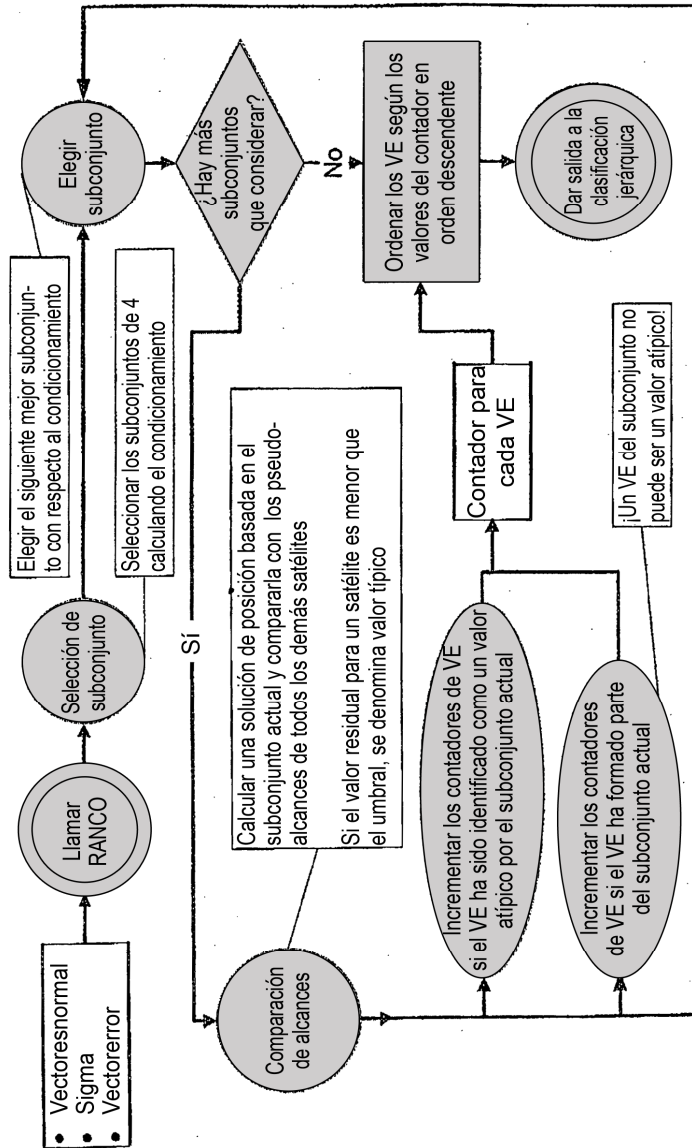 • Vectoresnormal
• Sigma
• Vectorerror
Llamar
RANCO
Selección de
subconjunto
Elegir el siguiente mejor subconjun-
to con respecto al condicionamiento
Seleccionar los subconjuntos de 4
calculando el condicionamiento
Elegir
subconjunto
¿Hay más
subconjuntos
que considerar?
Sí
No
Comparación
de alcances
Calcular una solución de posición basada en el
subconjunto actual y compararla con los pseudo-
alcances de todos los demás satélites
Si el valor residual para un satélite es menor que
el umbral, se denomina valor típico
Incrementar los contadores de VE
si el VE ha sido identificado como un valor
atípico por el subconjunto actual
Incrementar los contadores
de VE si el VE ha formado parte
del subconjunto actual
¡Un VE del subconjunto no
puede ser un valor atípico!
Contador para
cada VE
Ordenar los VE según los
valores del contador en
orden descendente
Dar salida a la
clasificación
jerárquica